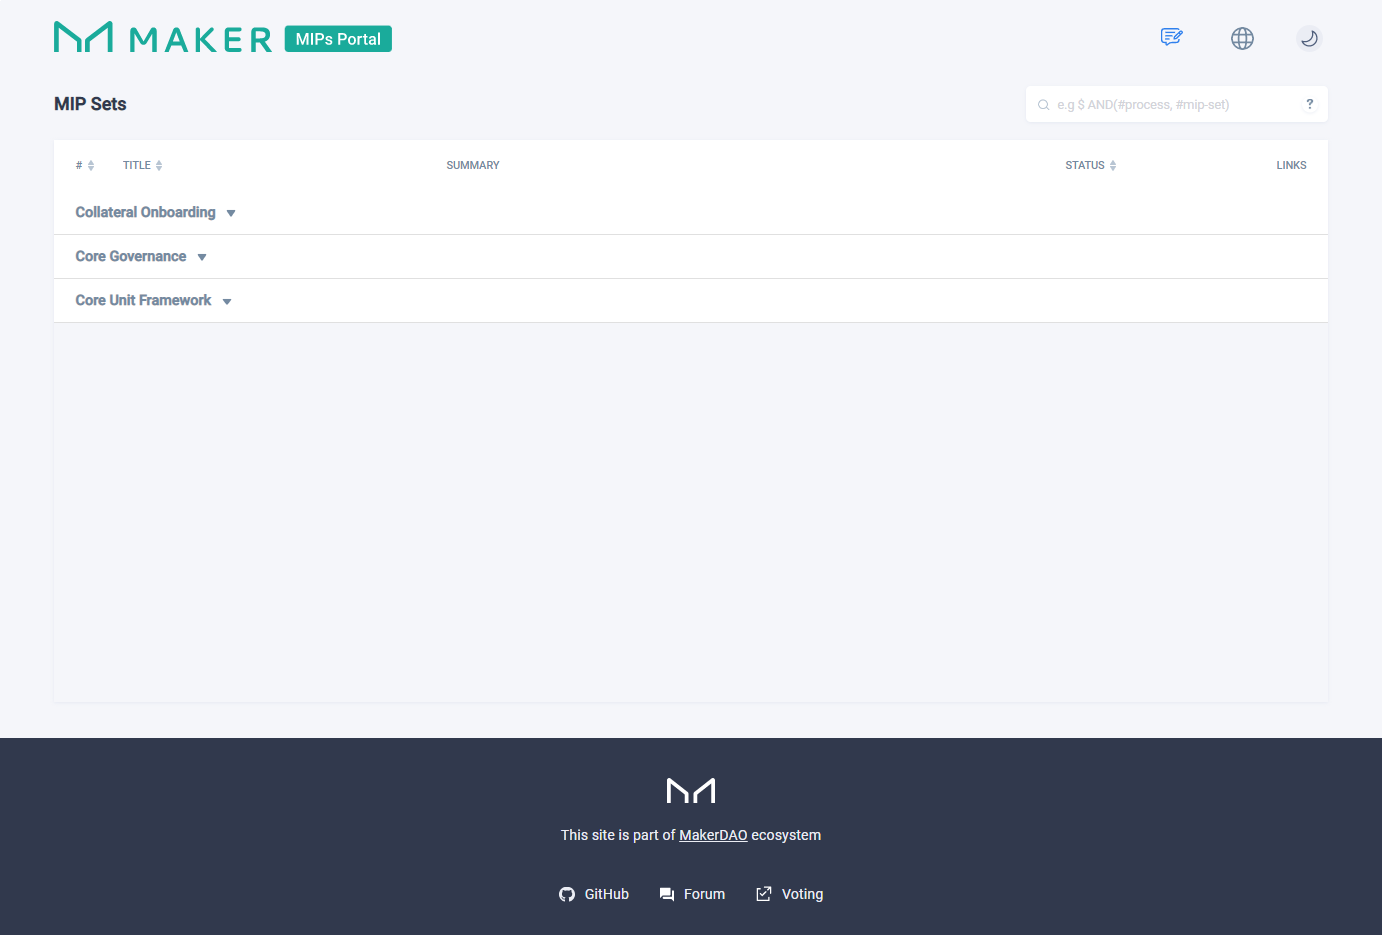 MAKER MIPs Portal
MIP Sets
e.g $ AND(#process, #mip-set) ?
# TITLE SUMMARY STATUS LINKS
Collateral Onboarding
Core Governance
Core Unit Framework
This site is part of MakerDAO ecosystem
GitHub Forum Voting